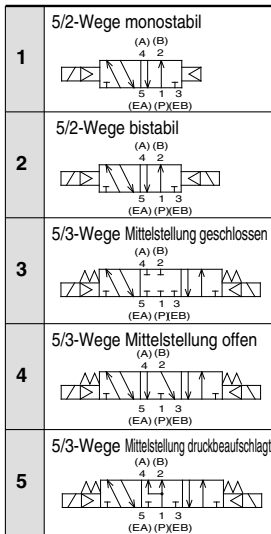 1
5/2-Wege monostabil
(A) (B)
4 2
5 1 3
(EA) (P)(EB)
2
5/2-Wege bistabil
(A) (B)
4 2
5 1 3
(EA) (P)(EB)
3
5/3-Wege Mittelstellung geschlossen
(A) (B)
4 2
5 1 3
(EA) (P)(EB)
4
5/3-Wege Mittelstellung offen
(A) (B)
4 2
5 1 3
(EA) (P)(EB)
5
5/3-Wege Mittelstellung druckbeaufschlagt
(A) (B)
4 2
5 1 3
(EA) (P)(EB)